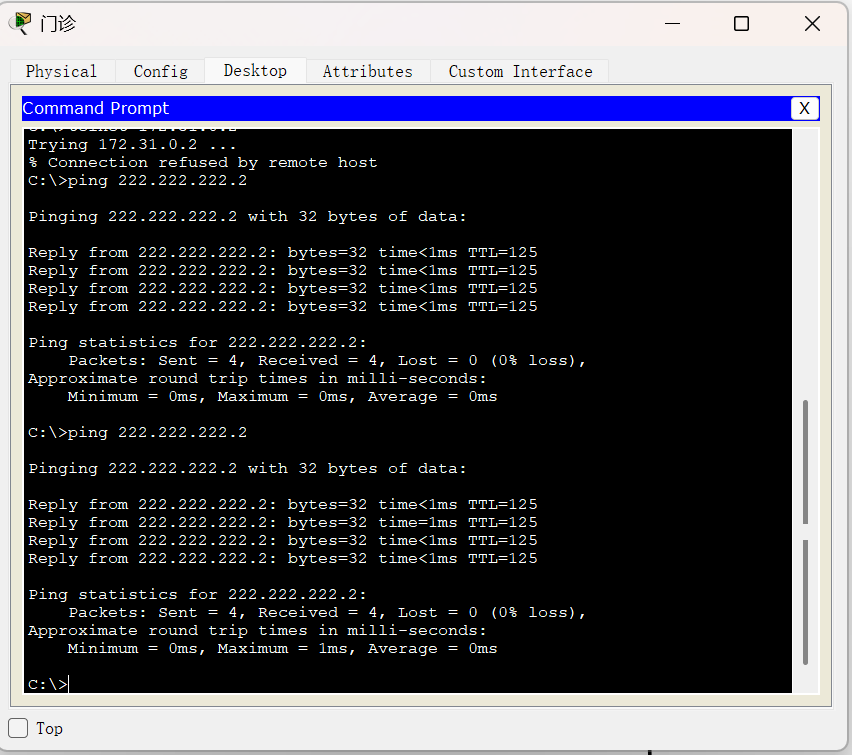 门诊
Physical Config Desktop Attributes Custom Interface
Command Prompt X
Trying 172.31.0.2 ...
% Connection refused by remote host
C:\>ping 222.222.222.2
Pinging 222.222.222.2 with 32 bytes of data:
Reply from 222.222.222.2: bytes=32 time<1ms TTL=125
Reply from 222.222.222.2: bytes=32 time<1ms TTL=125
Reply from 222.222.222.2: bytes=32 time<1ms TTL=125
Reply from 222.222.222.2: bytes=32 time<1ms TTL=125
Ping statistics for 222.222.222.2:
Packets: Sent = 4, Received = 4, Lost = 0 (0% loss),
Approximate round trip times in milli-seconds:
Minimum = 0ms, Maximum = 0ms, Average = 0ms
C:\>ping 222.222.222.2
Pinging 222.222.222.2 with 32 bytes of data:
Reply from 222.222.222.2: bytes=32 time<1ms TTL=125
Reply from 222.222.222.2: bytes=32 time=1ms TTL=125
Reply from 222.222.222.2: bytes=32 time<1ms TTL=125
Reply from 222.222.222.2: bytes=32 time<1ms TTL=125
Ping statistics for 222.222.222.2:
Packets: Sent = 4, Received = 4, Lost = 0 (0% loss),
Approximate round trip times in milli-seconds:
Minimum = 0ms, Maximum = 1ms, Average = 0ms
C:\>
Top